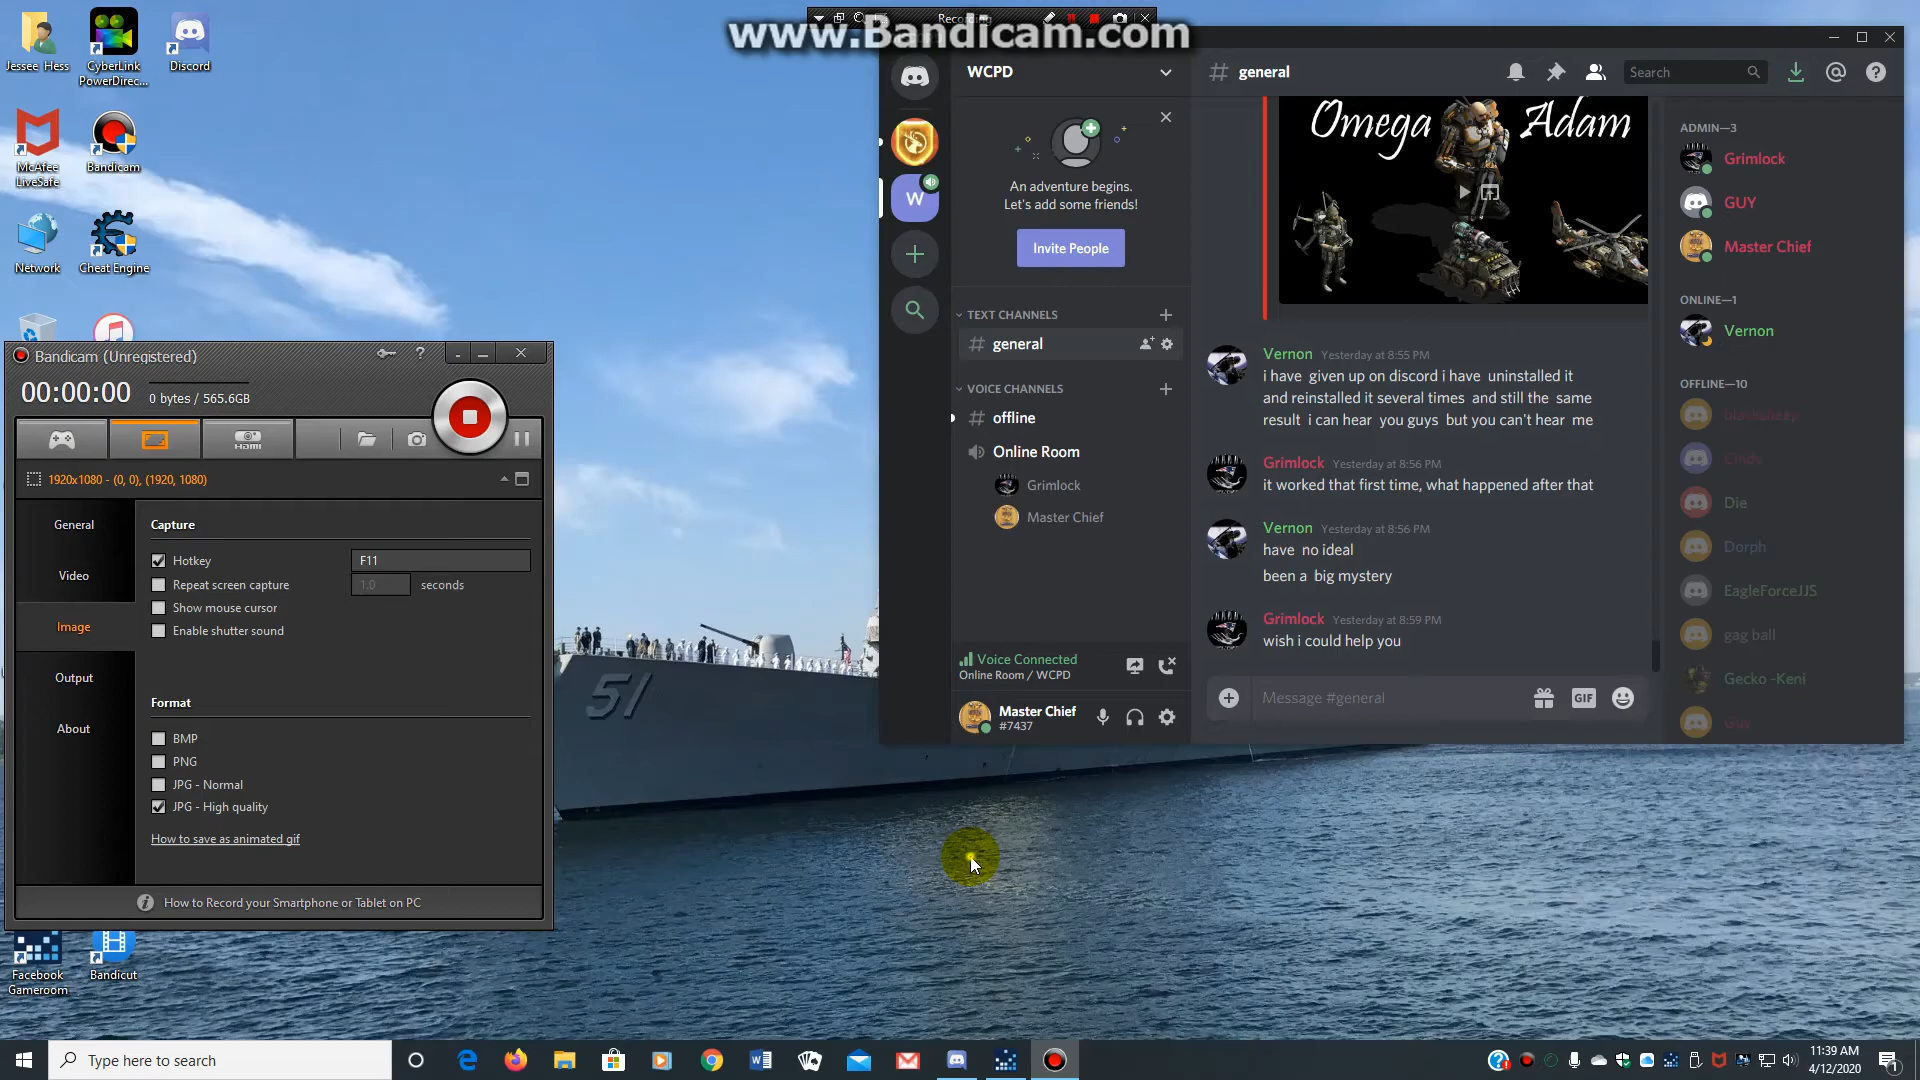 Jessee Hess
CyberLink
PowerDirec...
Discord
McAfee
LiveSafe
Bandicam
Network
Cheat Engine
Facebook
Gameroom
Bandicut
Recording
www.Bandicam.com
Bandicam (Unregistered)
00:00:00
0 bytes / 565.6GB
HDMI
1920x1080 - (0, 0), (1920, 1080)
General
Video
Image
Output
About
Capture
Hotkey
F11
Repeat screen capture
1.0
seconds
Show mouse cursor
Enable shutter sound
Format
BMP
PNG
JPG - Normal
JPG - High quality
How to save as animated gif
How to Record your Smartphone or Tablet on PC
51
W
WCPD
An adventure begins.
Let's add some friends!
Invite People
TEXT CHANNELS
general
VOICE CHANNELS
offline
Online Room
Grimlock
Master Chief
Voice Connected
Online Room / WCPD
Master Chief
#7437
general
Search
Omega Adam
Vernon Yesterday at 8:55 PM
i have given up on discord i have uninstalled it
and reinstalled it several times and still the same
result i can hear you guys but you can't hear me
Grimlock Yesterday at 8:56 PM
it worked that first time, what happened after that
Vernon Yesterday at 8:56 PM
have no ideal
been a big mystery
Grimlock Yesterday at 8:59 PM
wish i could help you
Message #general
GIF
ADMIN—3
Grimlock
GUY
Master Chief
ONLINE—1
Vernon
OFFLINE—10
Cindy
Die
Dorph
EagleForceJJS
gag ball
Gecko -Keni
Guy
Type here to search
11:39 AM
4/12/2020
1